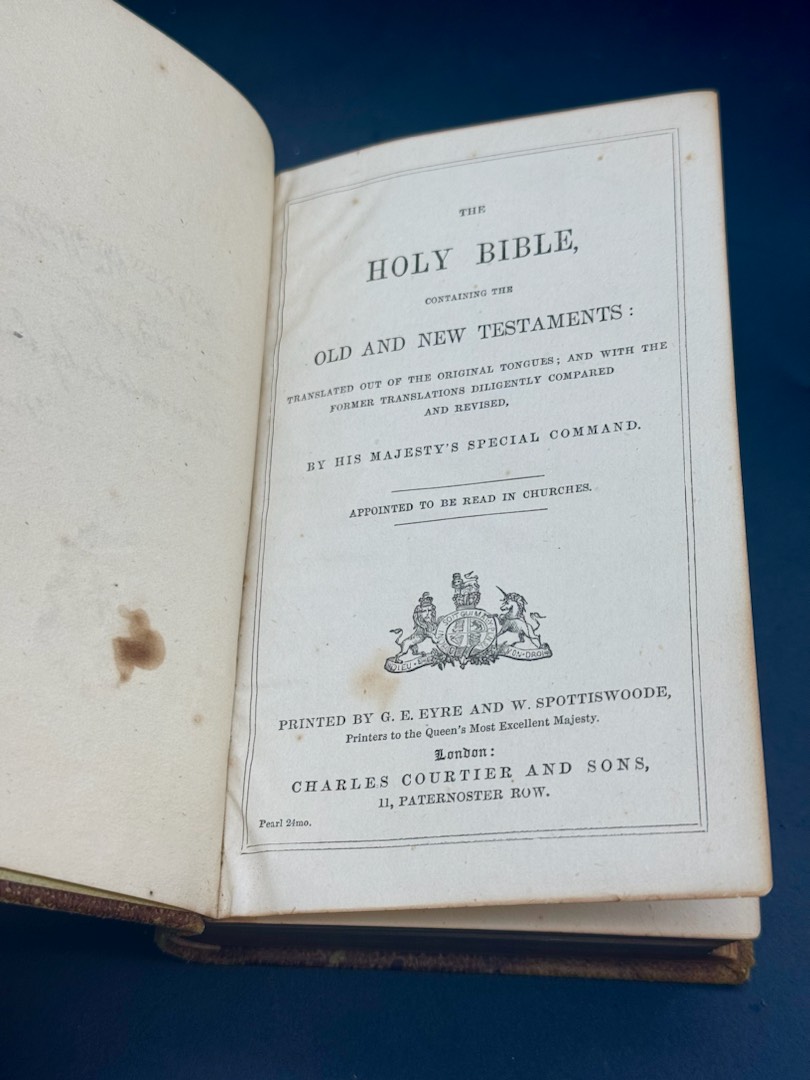 THE
HOLY BIBLE,
CONTAINING THE
OLD AND NEW TESTAMENTS:
TRANSLATED OUT OF THE ORIGINAL TONGUES; AND WITH THE
FORMER TRANSLATIONS DILIGENTLY COMPARED
AND REVISED,
BY HIS MAJESTY'S SPECIAL COMMAND.
APPOINTED TO BE READ IN CHURCHES.
PRINTED BY G. E. EYRE AND W. SPOTTISWOODE,
Printers to the Queen's Most Excellent Majesty.
London:
CHARLES COURTIER AND SONS,
11, PATERNOSTER ROW.
Pearl 24mo.